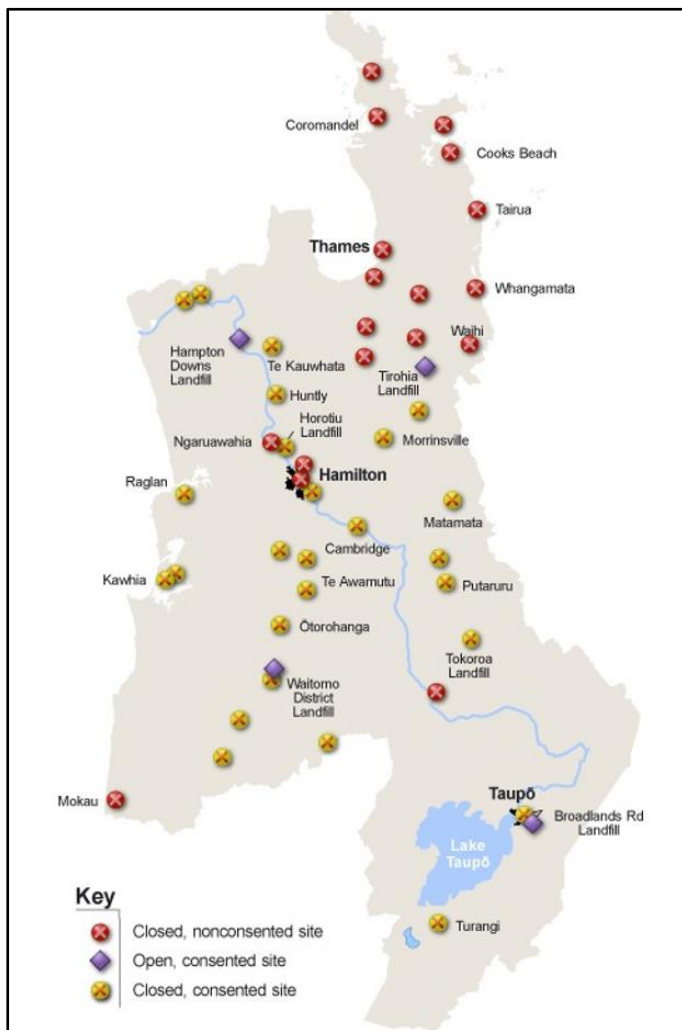 Coromandel
Cooks Beach
Tairua
Thames
Whangamata
Waihi
Hampton
Downs
Landfill
Te Kauwhata
Tirohia
Landfill
Huntly
Horotiu
Landfill
Ngaruawahia
Morrinsville
Hamilton
Raglan
Matamata
Cambridge
Kawhia
Te Awamutu
Putaruru
Ōtorohanga
Tokoroa
Landfill
Waitomo
District
Landfill
Mokau
Taupō
Broadlands Rd
Landfill
Lake
Taupō
Turangi
Key
Closed, nonconsented site
Open, consented site
Closed, consented site